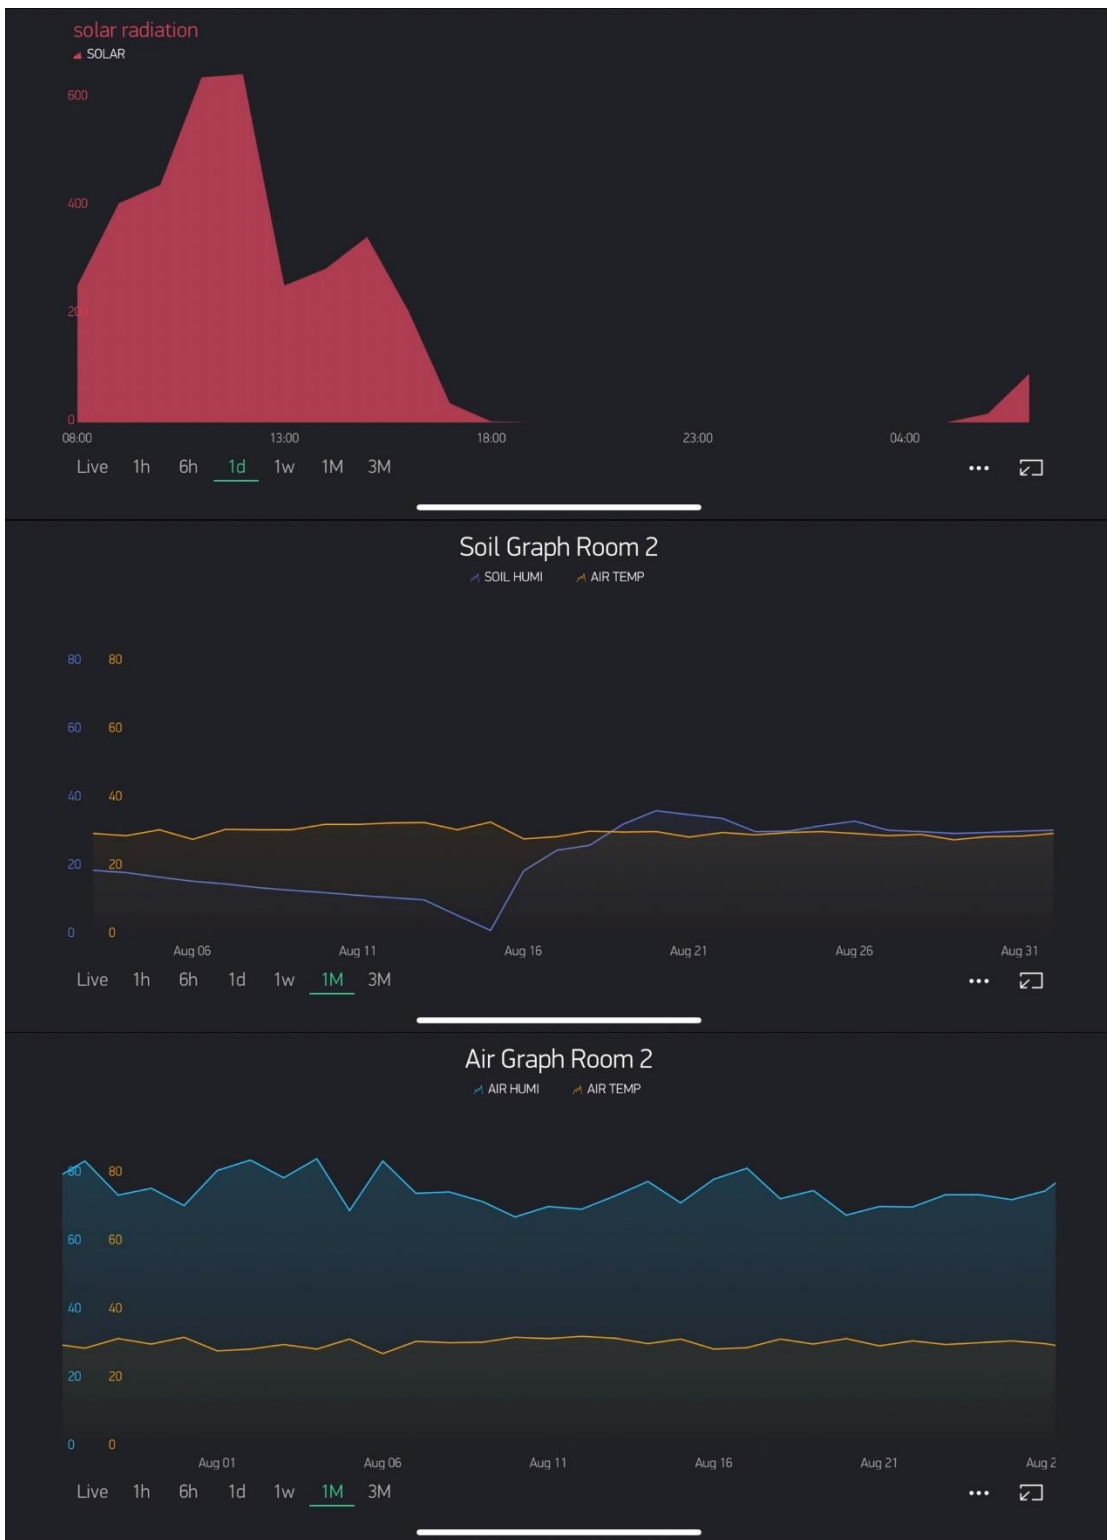 solar radiation
SOLAR
600
400
200
0
08:00 13:00 18:00 23:00 04:00
Live 1h 6h 1d 1w 1M 3M
Soil Graph Room 2
SOIL HUMI AIR TEMP
80 80
60 60
40 40
20 20
0 0
Aug 06 Aug 11 Aug 16 Aug 21 Aug 26 Aug 31
Live 1h 6h 1d 1w 1M 3M
Air Graph Room 2
AIR HUMI AIR TEMP
80 80
60 60
40 40
20 20
0 0
Aug 01 Aug 06 Aug 11 Aug 16 Aug 21 Aug 2
Live 1h 6h 1d 1w 1M 3M